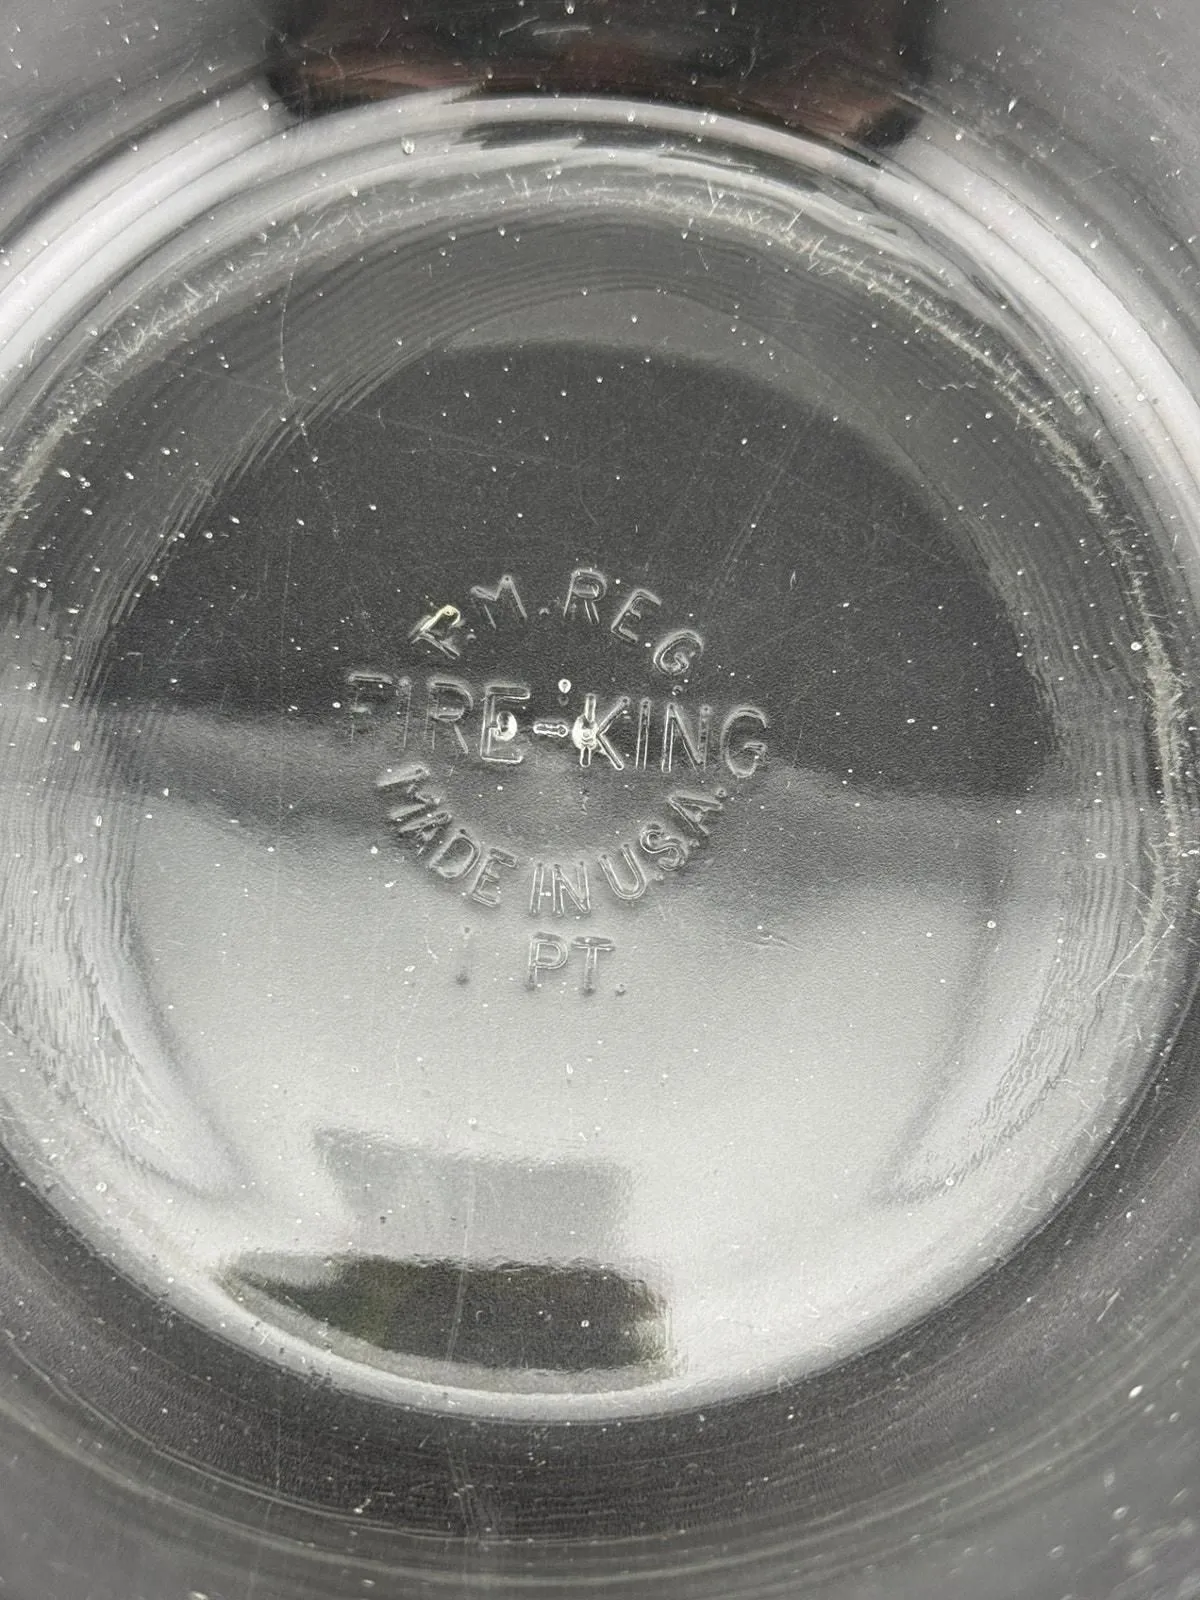 T.M. REG.
FIRE-KING
MADE IN U.S.A.
1 PT.